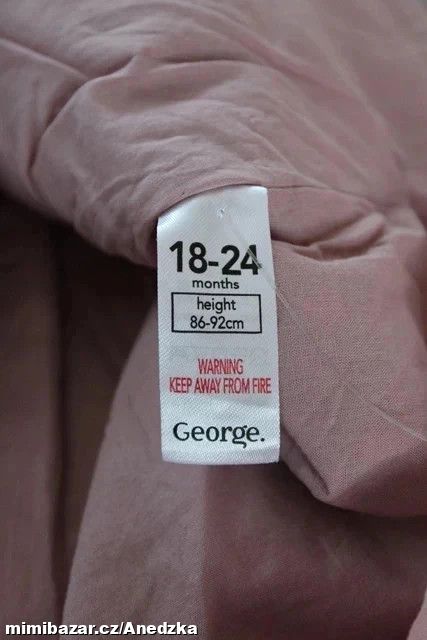 18-24
months
height
86-92cm
WARNING
KEEP AWAY FROM FIRE
George.
mimibazar.cz/Anedzka